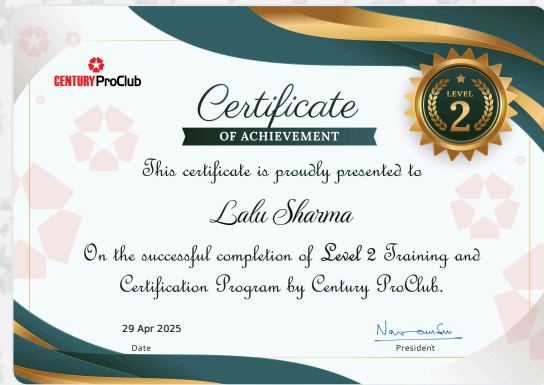 CENTURY ProClub
LEVEL
2
Certificate
OF ACHIEVEMENT
This certificate is proudly presented to
Lalu Sharma
On the successful completion of Level 2 Training and
Certification Program by Century ProClub.
29 Apr 2025
Date
President